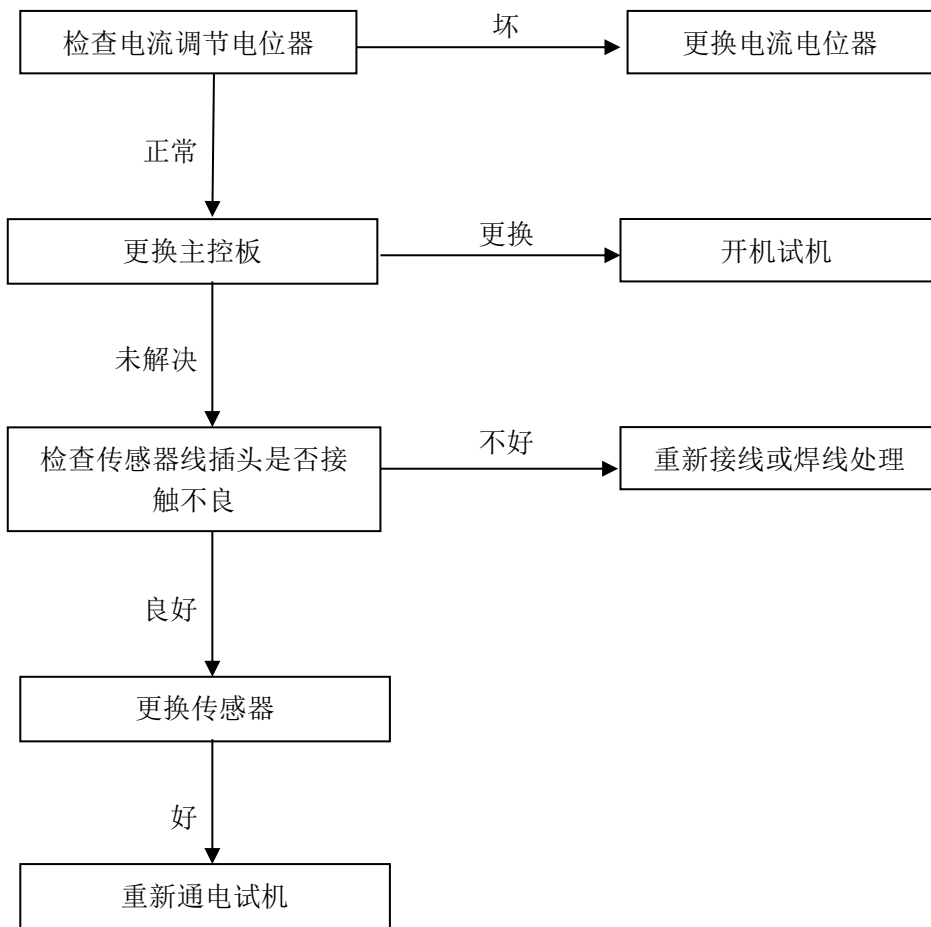 检查电流调节电位器
坏
更换电流电位器
正常
更换主控板
更换
开机试机
未解决
检查传感器线插头是否接
触不良
不好
重新接线或焊线处理
良好
更换传感器
好
重新通电试机